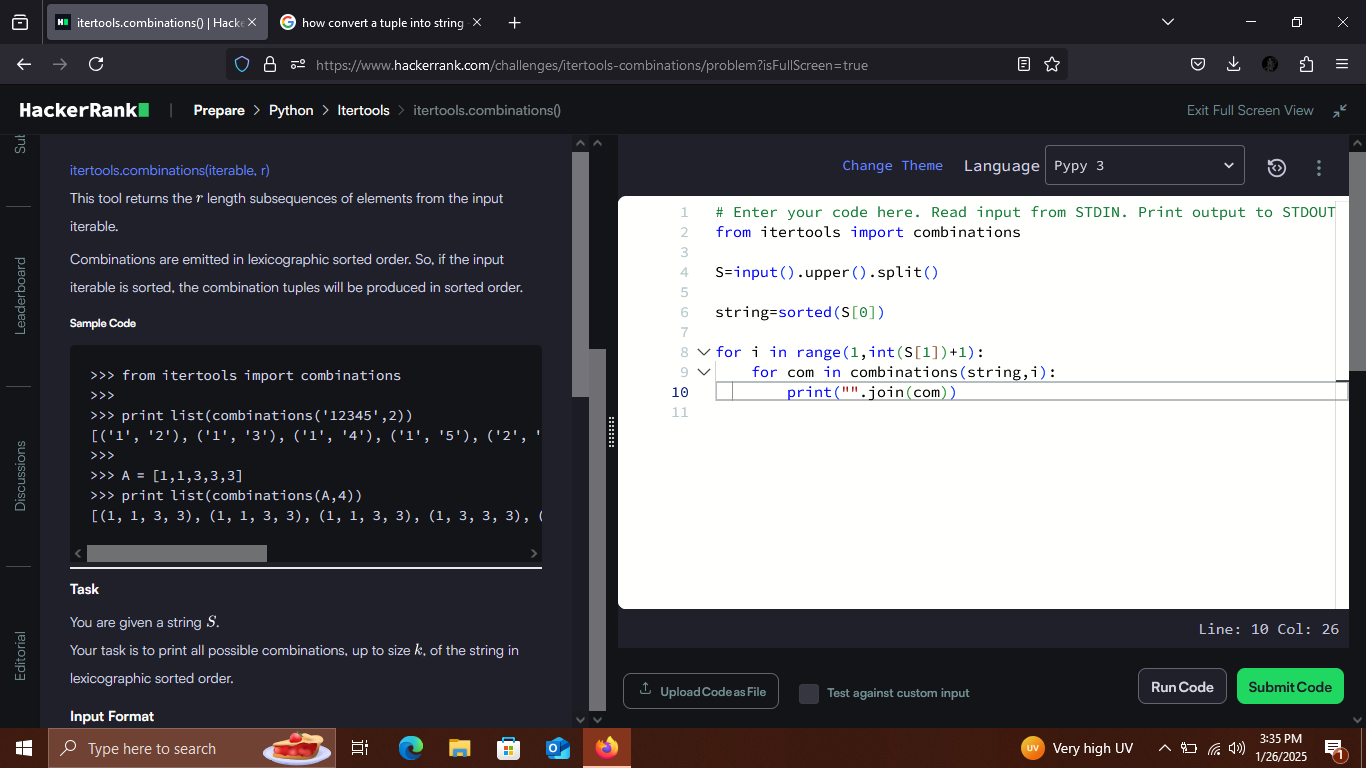 itertools.combinations() | Hacke
how convert a tuple into string
https://www.hackerrank.com/challenges/itertools-combinations/problem?isFullScreen=true
HackerRank
Prepare > Python > Itertools > itertools.combinations()
Exit Full Screen View
Sub
Leaderboard
Discussions
Editorial
itertools.combinations(iterable, r)
This tool returns the r length subsequences of elements from the input
iterable.
Combinations are emitted in lexicographic sorted order. So, if the input
iterable is sorted, the combination tuples will be produced in sorted order.
Sample Code
>>> from itertools import combinations
>>>
>>> print list(combinations('12345',2))
[('1', '2'), ('1', '3'), ('1', '4'), ('1', '5'), ('2', '
>>>
>>> A = [1,1,3,3,3]
>>> print list(combinations(A,4))
[(1, 1, 3, 3), (1, 1, 3, 3), (1, 1, 3, 3), (1, 3, 3, 3), (
Task
You are given a string S.
Your task is to print all possible combinations, up to size k, of the string in
lexicographic sorted order.
Input Format
Change Theme Language Pypy 3
1 # Enter your code here. Read input from STDIN. Print output to STDOUT
2 from itertools import combinations
3
4 S=input().upper().split()
5
6 string=sorted(S[0])
7
8 for i in range(1,int(S[1])+1):
9 for com in combinations(string,i):
10 print("".join(com))
11
Line: 10 Col: 26
Upload Code as File
Test against custom input
Run Code
Submit Code
Type here to search
UV Very high UV
3:35 PM
1/26/2025
1